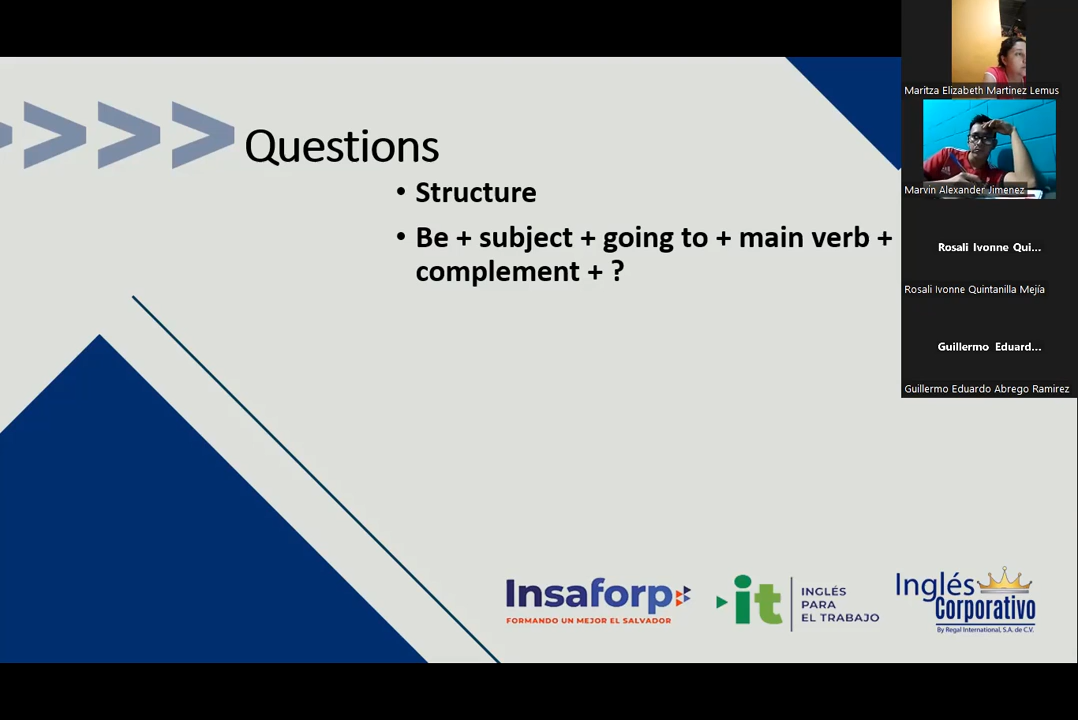 >>>>
Questions
• Structure
• Be + subject + going to + main verb +
complement + ?
Maritza Elizabeth Martinez Lemus
Marvin Alexander Jimenez
Rosali Ivonne Qui...
Rosali Ivonne Quintanilla Mejía
Guillermo Eduard...
Guillermo Eduardo Abrego Ramirez
Insaforp
FORMANDO UN MEJOR EL SALVADOR
it
INGLÉS
PARA
EL TRABAJO
Inglés
Corporativo
By Regal International, S.A. de C.V.